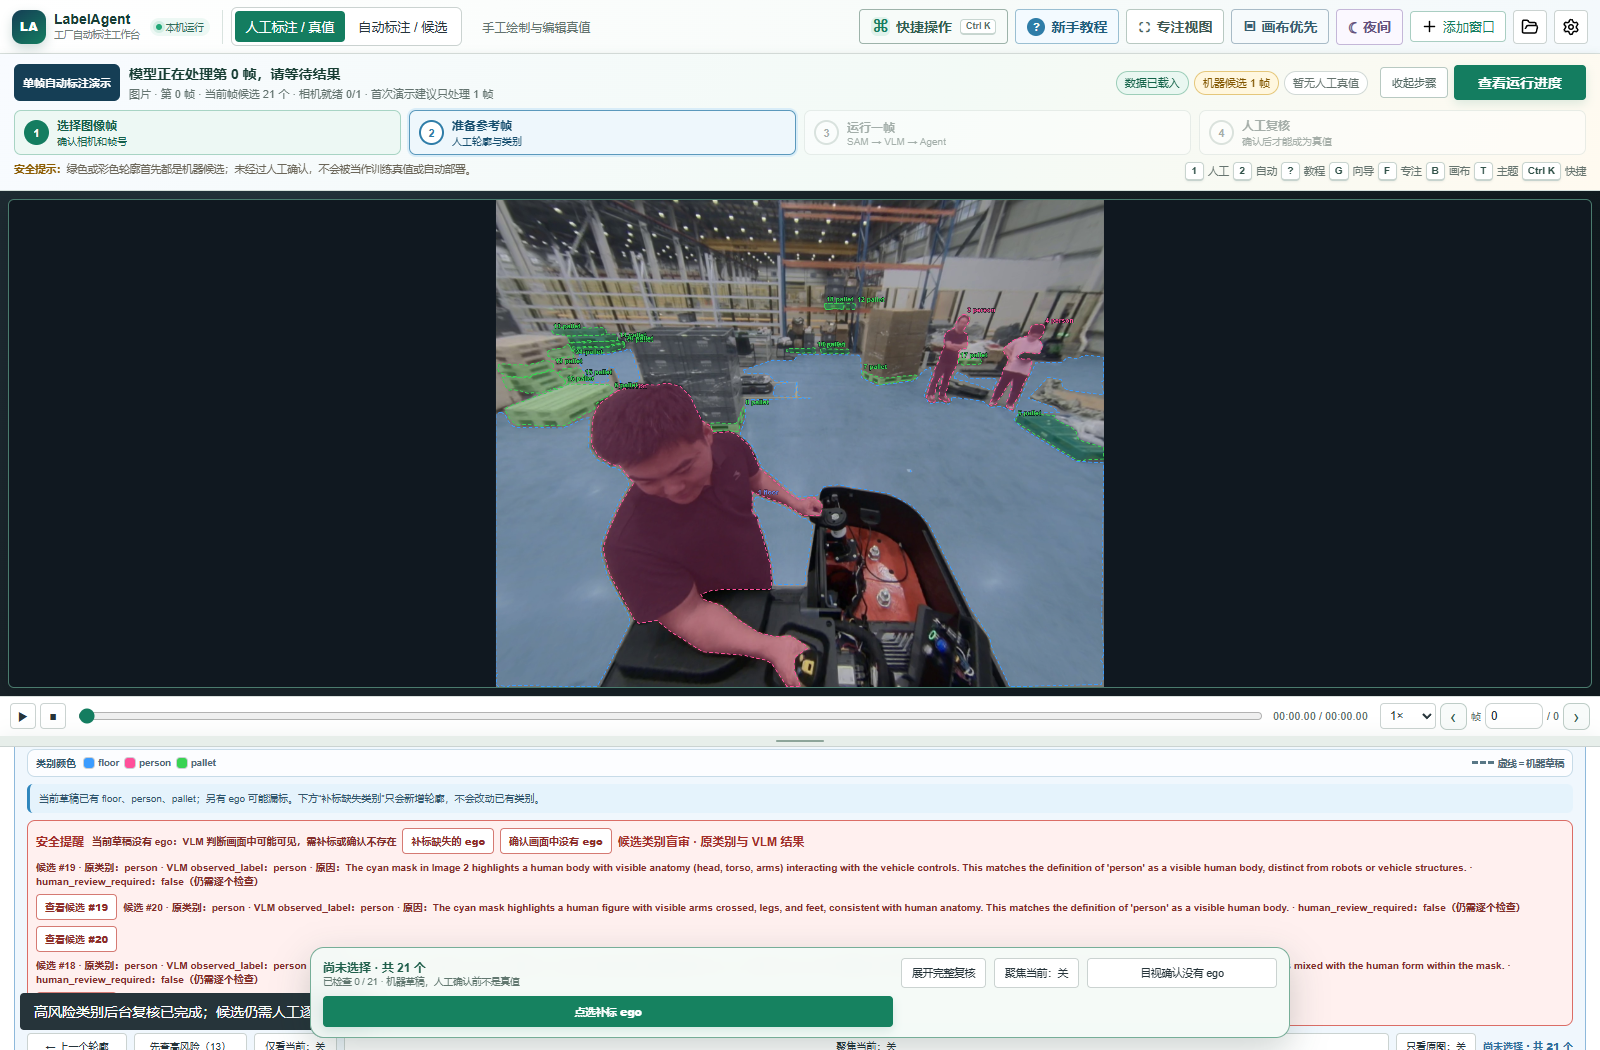 LA
LabelAgent
工厂自动标注工作台
本机运行
人工标注 / 真值
自动标注 / 候选
手工绘制与编辑真值
⌘ 快捷操作 Ctrl K
? 新手教程
专注视图
画布优先
夜间
＋ 添加窗口
单帧自动标注演示
模型正在处理第 0 帧，请等待结果
图片 · 第 0 帧 · 当前帧候选 21 个 · 相机就绪 0/1 · 首次演示建议只处理 1 帧
数据已载入
机器候选 1 帧
暂无人工真值
收起步骤
查看运行进度
1 选择图像帧
确认相机和帧号
2 准备参考帧
人工轮廓与类别
3 运行一帧
SAM → VLM → Agent
4 人工复核
确认后才能成为真值
安全提示：绿色或彩色轮廓首先都是机器候选；未经过人工确认，不会被当作训练真值或自动部署。
1 人工 2 自动 ? 教程 G 向导 F 专注 B 画布 T 主题 Ctrl K 快捷
12 pallet
3 person
7 pallet
8 pallet
00:00.00 / 00:00.00
1×
帧 0 / 0
类别颜色 floor person pallet
虚线 = 机器草稿
当前草稿已有 floor、person、pallet；另有 ego 可能漏标。下方“补标缺失类别”只会新增轮廓，不会改动已有类别。
安全提醒 当前草稿没有 ego：VLM 判断画面中可能可见，需补标或确认不存在 补标缺失的 ego 确认画面中没有 ego 候选类别盲审 · 原类别与 VLM 结果
候选 #19 · 原类别：person · VLM observed_label：person · 原因：The cyan mask in Image 2 highlights a human body with visible anatomy (head, torso, arms) interacting with the vehicle controls. This matches the definition of 'person' as a visible human body, distinct from robots or vehicle structures. ·
human_review_required：false（仍需逐个检查）
查看候选 #19 候选 #20 · 原类别：person · VLM observed_label：person · 原因：The cyan mask highlights a human figure with visible arms crossed, legs, and feet, consistent with human anatomy. This matches the definition of 'person' as a visible human body. · human_review_required：false（仍需逐个检查）
查看候选 #20
候选 #18 · 原类别：person · VLM observed_label：person
mixed with the human form within the mask. ·
human_review_required：false（仍需逐个检查）
高风险类别后台复核已完成；候选仍需人工逐
尚未选择 · 共 21 个
已检查 0 / 21 · 机器草稿，人工确认前不是真值
展开完整复核
聚焦当前：关
目视确认没有 ego
点选补标 ego
← 上一个轮廓
先查高风险（13）
仅看当前：关
聚焦当前：关
只看原图：关
尚未选择 · 共 21 个